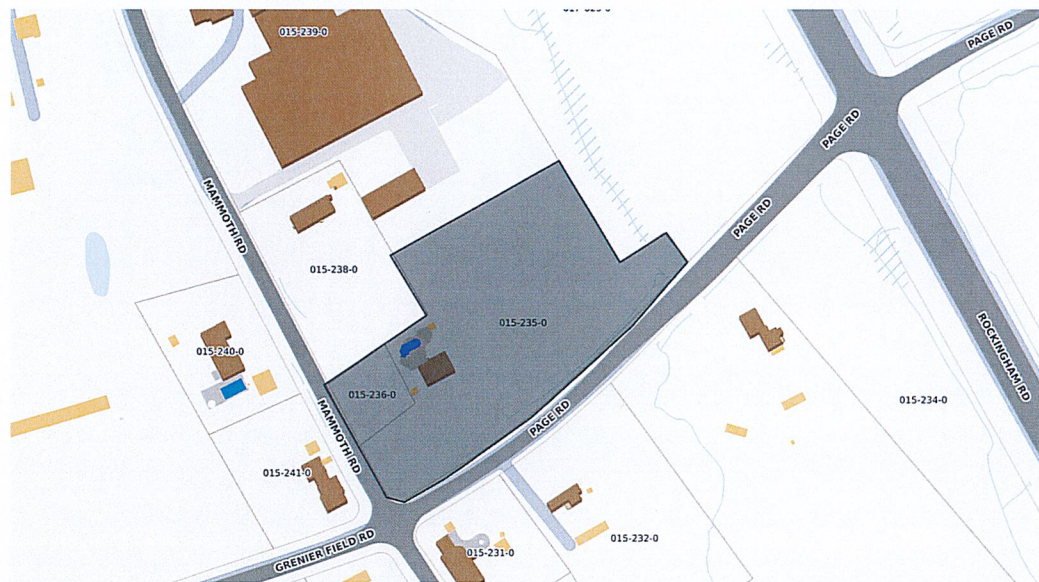 015-239-0
PAGE RD
PAGE RD
MAMMOTH RD
PAGE RD
015-238-0
015-235-0
ROCKINGHAM RD
015-240-0
015-236-0
015-234-0
MAMMOTH RD
PAGE RD
015-241-0
GRENIER FIELD RD
015-231-0
015-232-0